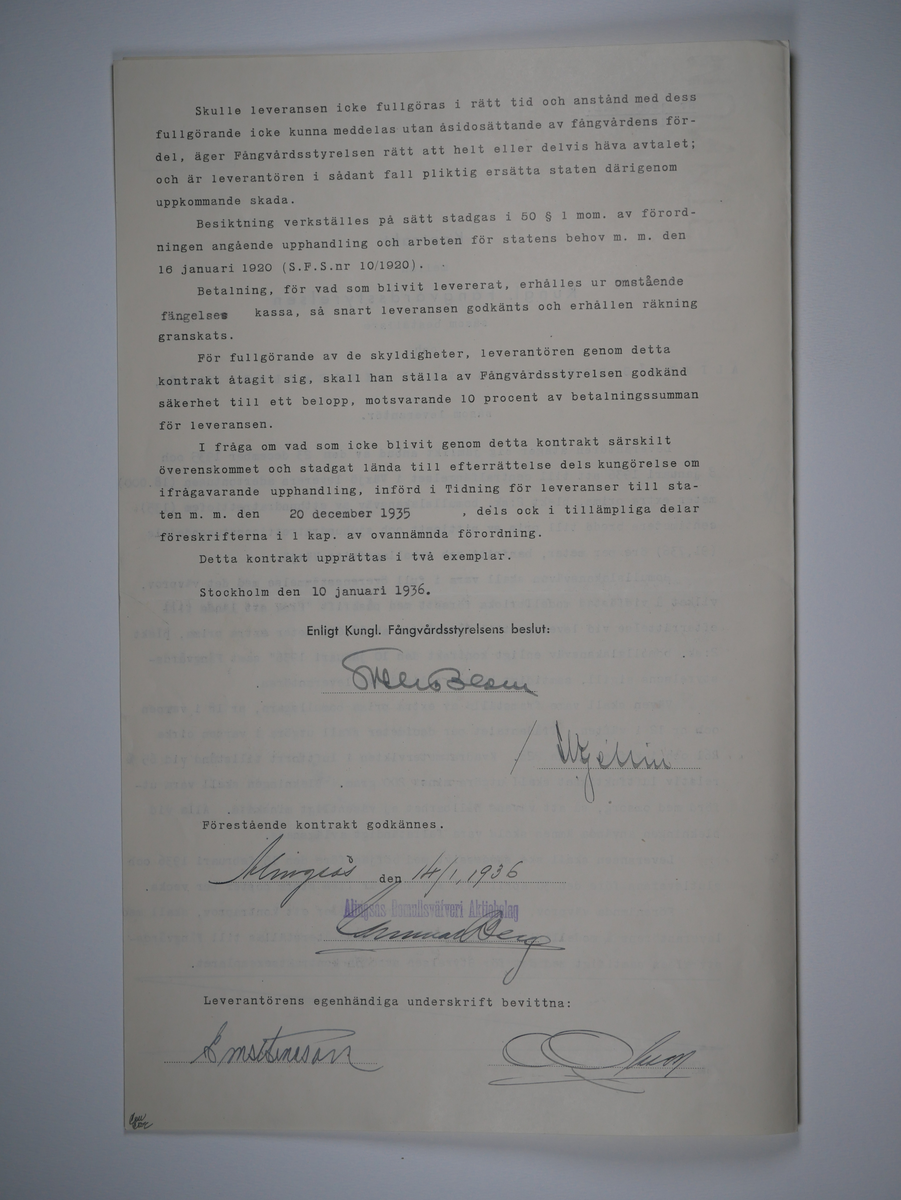 Skulle leveransen icke fullgöras i rätt tid och anstånd med dess
fullgörande icke kunna meddelas utan åsidosättande av fångvårdens för-
del, äger Fångvårdsstyrelsen rätt att helt eller delvis häva avtalet;
och är leverantören i sådant fall pliktig ersätta staten därigenom
uppkommande skada.
Besiktning verkställes på sätt stadgas i 50 § 1 mom. av förord-
ningen angående upphandling och arbeten för statens behov m. m. den
16 januari 1920 (S.F.S.nr 10/1920).
Betalning, för vad som blivit levererat, erhålles ur omstående
fängelses kassa, så snart leveransen godkänts och erhållen räkning
granskats.
För fullgörande av de skyldigheter, leverantören genom detta
kontrakt åtagit sig, skall han ställa av Fångvårdsstyrelsen godkänd
säkerhet till ett belopp, motsvarande 10 procent av betalningssumman
för leveransen.
I fråga om vad som icke blivit genom detta kontrakt särskilt
överenskommet och stadgat lända till efterrättelse dels kungörelse om
ifrågavarande upphandling, införd i Tidning för leveranser till sta-
ten m. m. den 20 december 1935 , dels ock i tillämpliga delar
föreskrifterna i 1 kap. av ovannämnda förordning.
Detta kontrakt upprättas i två exemplar.
Stockholm den 10 januari 1936.
Enligt Kungl. Fångvårdsstyrelsens beslut:
Förestående kontrakt godkännes.
Alingsås den 14/1, 1936
Alingsås Bomullsväfveri Aktiebolag
Gunnar Berg
Leverantörens egenhändiga underskrift bevittna: